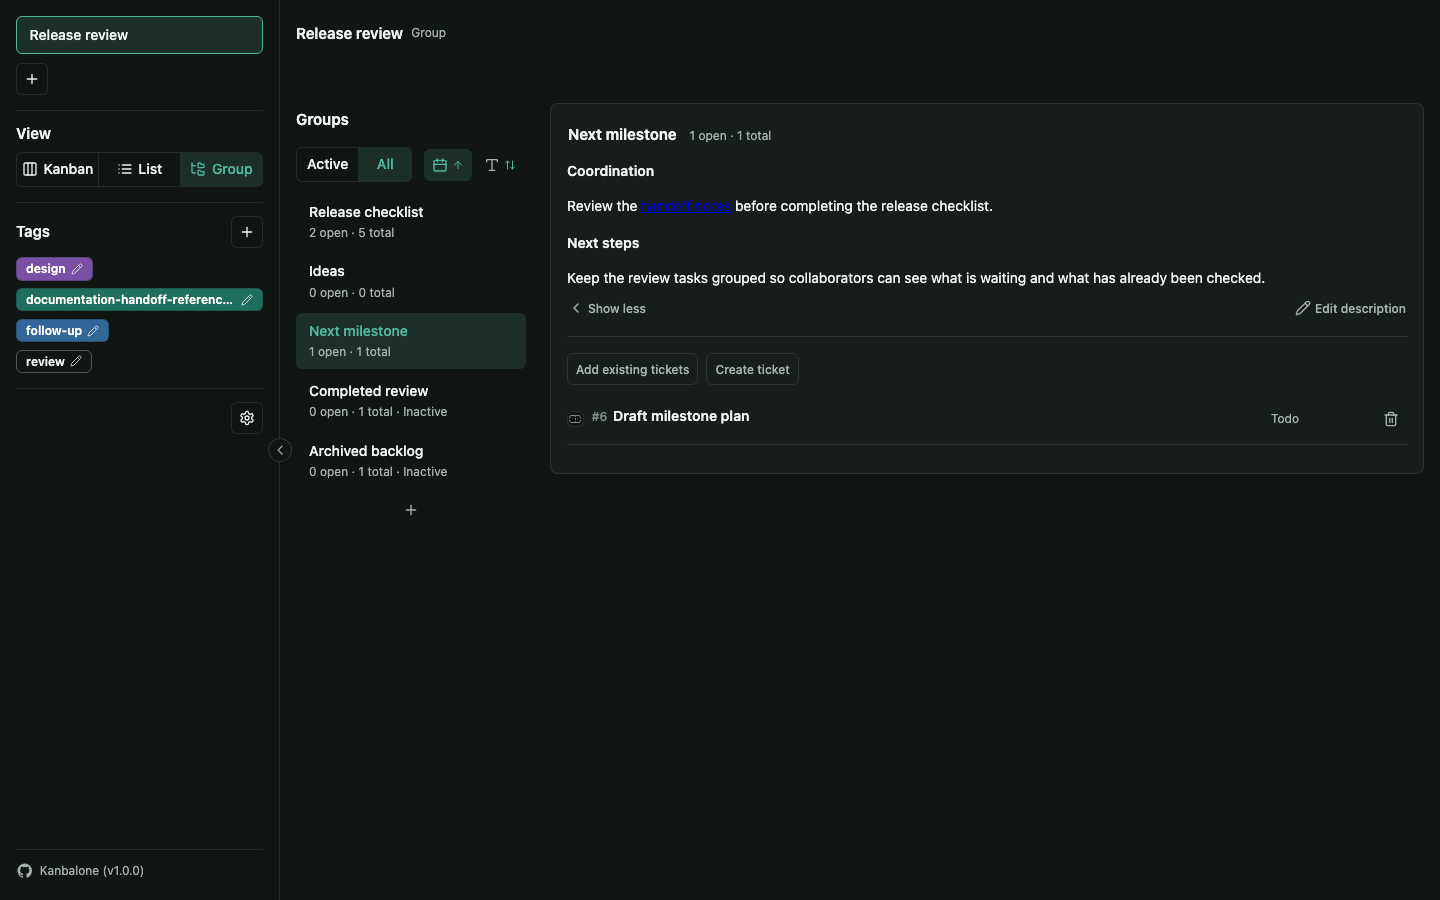 Release review
View
Kanban
List
Group
Tags
design
documentation-handoff-referenc...
follow-up
review
Kanbalone (v1.0.0)
Release review Group
Groups
Active
All
Release checklist
2 open · 5 total
Ideas
0 open · 0 total
Next milestone
1 open · 1 total
Completed review
0 open · 1 total · Inactive
Archived backlog
0 open · 1 total · Inactive
Next milestone 1 open · 1 total
Coordination
Review the handoff notes before completing the release checklist.
Next steps
Keep the review tasks grouped so collaborators can see what is waiting and what has already been checked.
Show less
Edit description
Add existing tickets
Create ticket
#6 Draft milestone plan
Todo